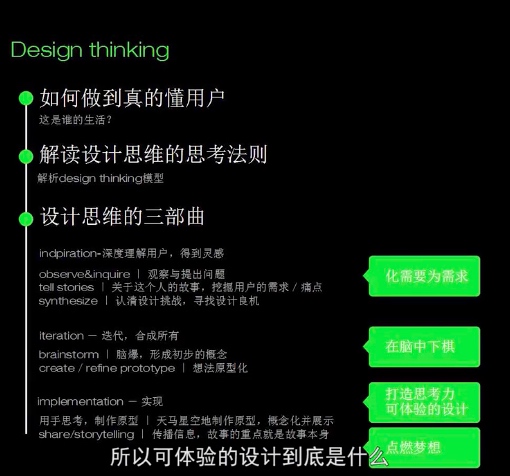 Design thinking
如何做到真的懂用户
这是谁的生活?
解读设计思维的思考法则
解析design thinking模型
设计思维的三部曲
indpiration-深度理解用户，得到灵感
observe&inquire | 观察与提出问题
tell stories | 关于这个人的故事，挖掘用户的需求 / 痛点
synthesize | 认清设计挑战，寻找设计良机
化需要为需求
iteration — 迭代，合成所有
brainstorm | 脑爆，形成初步的概念
create / refine prototype | 想法原型化
在脑中下棋
implementation — 实现
用手思考，制作原型 | 天马星空地制作原型，概念化并展示
share/storytelling | 传播信息，故事的重点就是故事本身
打造思考力
可体验的设计
点燃梦想
所以可体验的设计到底是什么